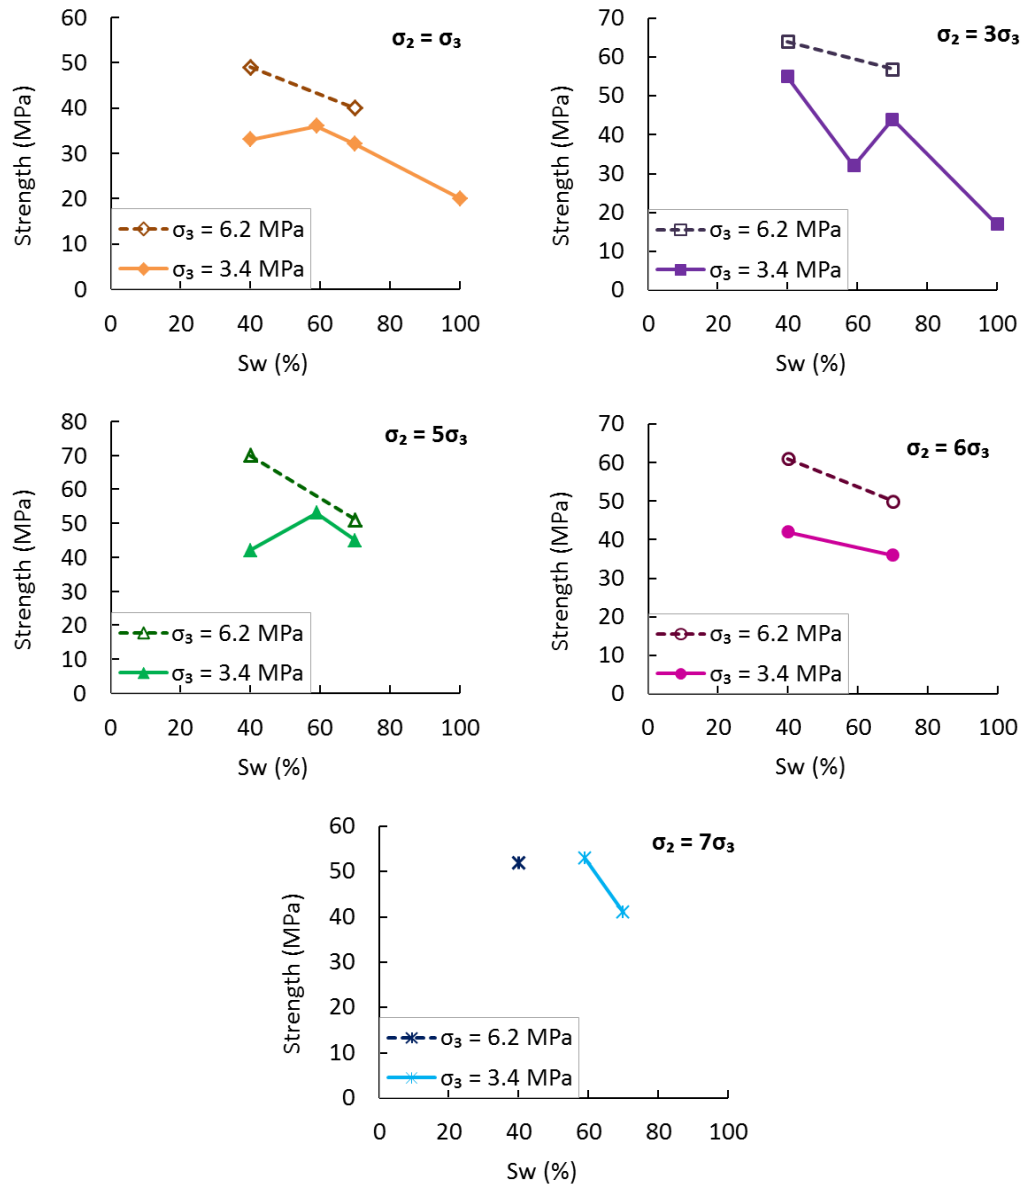 σ2 = σ3
Strength (MPa)
60
50
40
30
20
10
0
σ3 = 6.2 MPa
σ3 = 3.4 MPa
0 20 40 60 80 100
Sw (%)
σ2 = 3σ3
Strength (MPa)
70
60
50
40
30
20
10
0
σ3 = 6.2 MPa
σ3 = 3.4 MPa
0 20 40 60 80 100
Sw (%)
σ2 = 5σ3
Strength (MPa)
80
70
60
50
40
30
20
10
0
σ3 = 6.2 MPa
σ3 = 3.4 MPa
0 20 40 60 80 100
Sw (%)
σ2 = 6σ3
Strength (MPa)
70
60
50
40
30
20
10
0
σ3 = 6.2 MPa
σ3 = 3.4 MPa
0 20 40 60 80 100
Sw (%)
σ2 = 7σ3
Strength (MPa)
60
50
40
30
20
10
0
σ3 = 6.2 MPa
σ3 = 3.4 MPa
0 20 40 60 80 100
Sw (%)